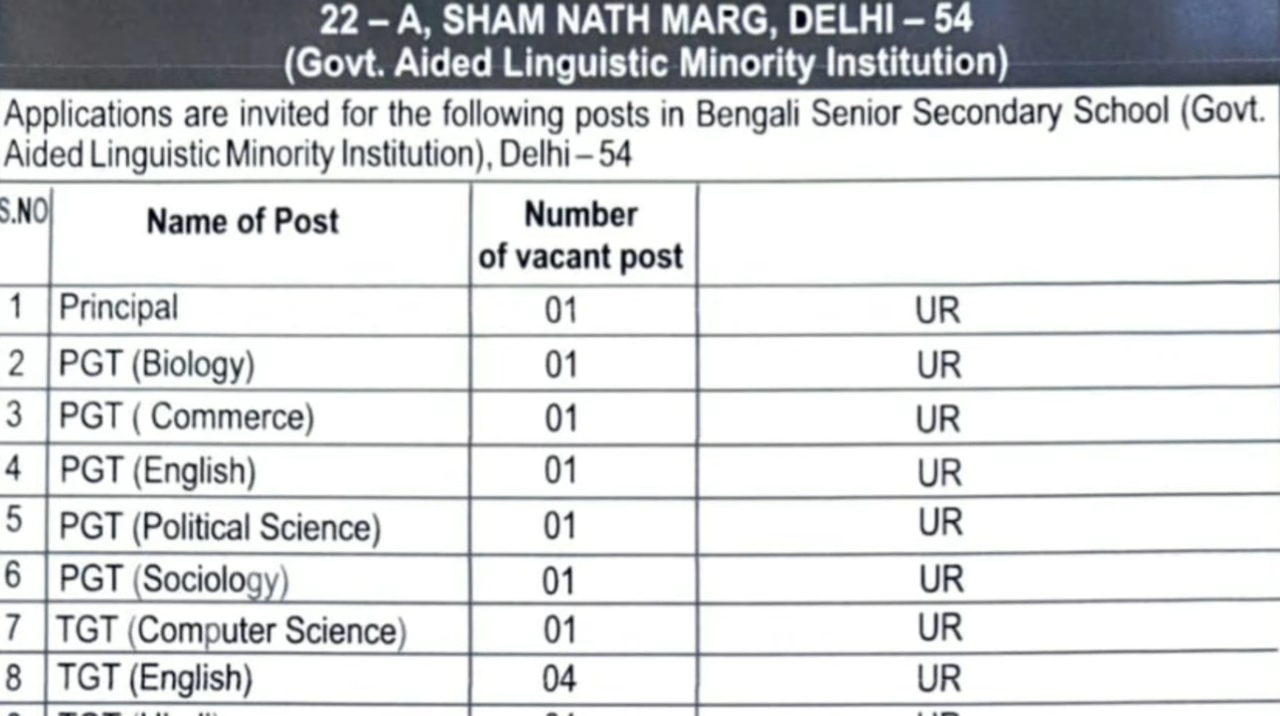 22 – A, SHAM NATH MARG, DELHI – 54
(Govt. Aided Linguistic Minority Institution)
Applications are invited for the following posts in Bengali Senior Secondary School (Govt.
Aided Linguistic Minority Institution), Delhi – 54
S.NO Name of Post Number of vacant post
1 Principal 01 UR
2 PGT (Biology) 01 UR
3 PGT ( Commerce) 01 UR
4 PGT (English) 01 UR
5 PGT (Political Science) 01 UR
6 PGT (Sociology) 01 UR
7 TGT (Computer Science) 01 UR
8 TGT (English) 04 UR